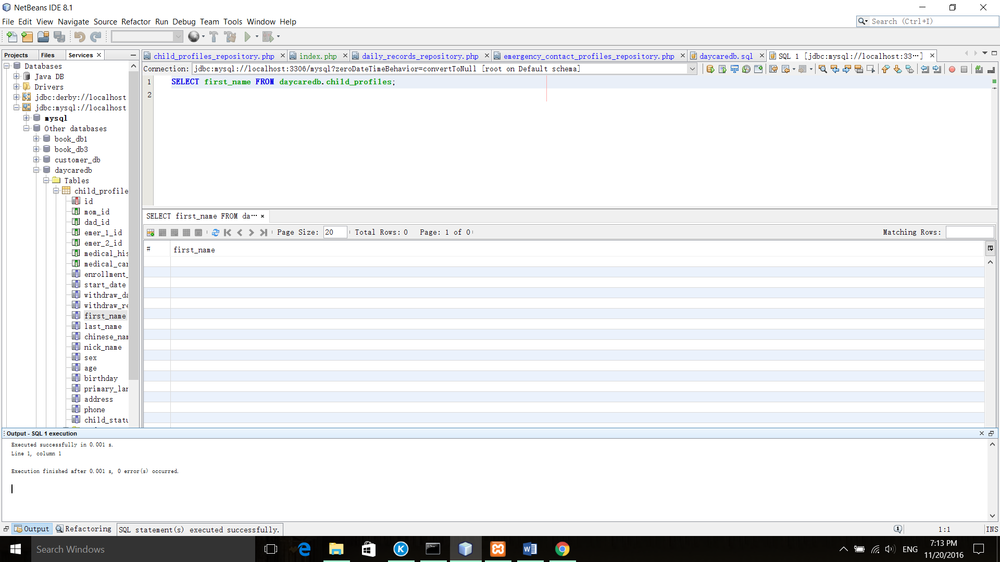 NetBeans IDE 8.1
File Edit View Navigate Source Refactor Run Debug Team Tools Window Help
Search (Ctrl+I)
Projects Files Services
child_profiles_repository.php index.php daily_records_repository.php emergency_contact_profiles_repository.php daycaredb.sql SQL 1 [jdbc:mysql://localhost:33…]
Connection: jdbc:mysql://localhost:3306/mysql?zeroDateTimeBehavior=convertToNull [root on Default schema]
1 SELECT first_name FROM daycaredb.child_profiles;
2
Databases
Java DB
Drivers
jdbc:derby://localhost
jdbc:mysql://localhost
mysql
Other databases
book_db1
book_db3
customer_db
daycaredb
Tables
child_profile
id
mom_id
dad_id
emer_1_id
emer_2_id
medical_his
medical_car
enrollment_
start_date
withdraw_da
withdraw_re
first_name
last_name
chinese_nam
nick_name
sex
age
birthday
primary_lan
address
phone
child_statu
SELECT first_name FROM da…
Page Size: 20 Total Rows: 0 Page: 1 of 0
Matching Rows:
# first_name
Output - SQL 1 execution
Executed successfully in 0.001 s.
Line 1, column 1
Execution finished after 0.001 s, 0 error(s) occurred.
Output Refactoring SQL statement(s) executed successfully.
1 1:1 INS
Search Windows
ENG
7:13 PM
11/20/2016